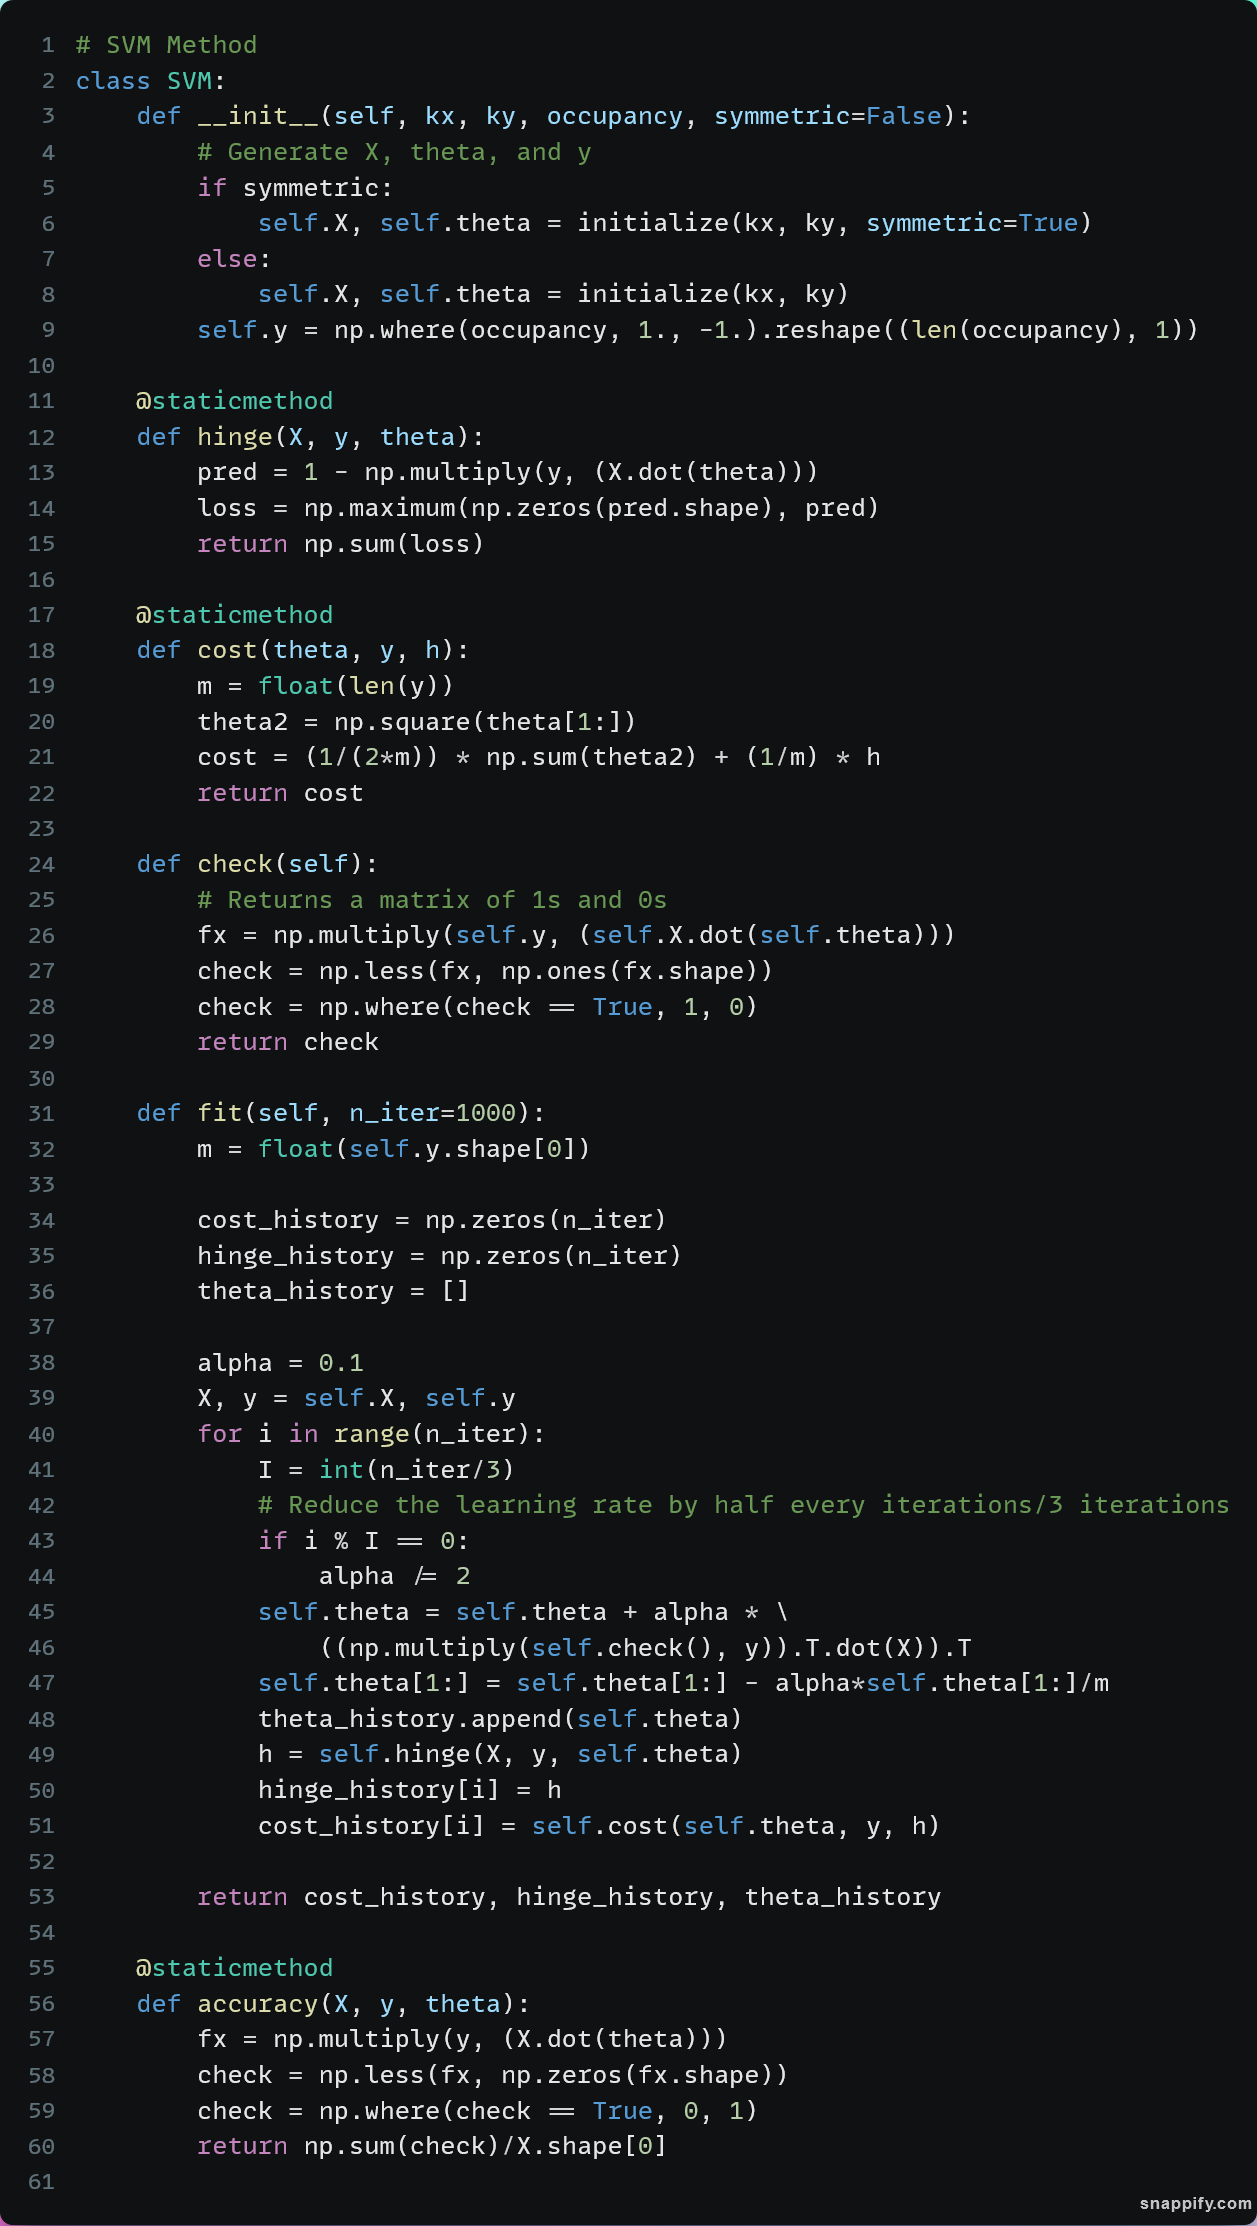 1 # SVM Method
2 class SVM:
3     def __init__(self, kx, ky, occupancy, symmetric=False):
4         # Generate X, theta, and y
5         if symmetric:
6             self.X, self.theta = initialize(kx, ky, symmetric=True)
7         else:
8             self.X, self.theta = initialize(kx, ky)
9         self.y = np.where(occupancy, 1., -1.).reshape((len(occupancy), 1))
10
11     @staticmethod
12     def hinge(X, y, theta):
13         pred = 1 - np.multiply(y, (X.dot(theta)))
14         loss = np.maximum(np.zeros(pred.shape), pred)
15         return np.sum(loss)
16
17     @staticmethod
18     def cost(theta, y, h):
19         m = float(len(y))
20         theta2 = np.square(theta[1:])
21         cost = (1/(2*m)) * np.sum(theta2) + (1/m) * h
22         return cost
23
24     def check(self):
25         # Returns a matrix of 1s and 0s
26         fx = np.multiply(self.y, (self.X.dot(self.theta)))
27         check = np.less(fx, np.ones(fx.shape))
28         check = np.where(check == True, 1, 0)
29         return check
30
31     def fit(self, n_iter=1000):
32         m = float(self.y.shape[0])
33
34         cost_history = np.zeros(n_iter)
35         hinge_history = np.zeros(n_iter)
36         theta_history = []
37
38         alpha = 0.1
39         X, y = self.X, self.y
40         for i in range(n_iter):
41             I = int(n_iter/3)
42             # Reduce the learning rate by half every iterations/3 iterations
43             if i % I == 0:
44                 alpha /= 2
45             self.theta = self.theta + alpha * \
46                 ((np.multiply(self.check(), y)).T.dot(X)).T
47             self.theta[1:] = self.theta[1:] - alpha*self.theta[1:]/m
48             theta_history.append(self.theta)
49             h = self.hinge(X, y, self.theta)
50             hinge_history[i] = h
51             cost_history[i] = self.cost(self.theta, y, h)
52
53         return cost_history, hinge_history, theta_history
54
55     @staticmethod
56     def accuracy(X, y, theta):
57         fx = np.multiply(y, (X.dot(theta)))
58         check = np.less(fx, np.zeros(fx.shape))
59         check = np.where(check == True, 0, 1)
60         return np.sum(check)/X.shape[0]
61
snappify.com